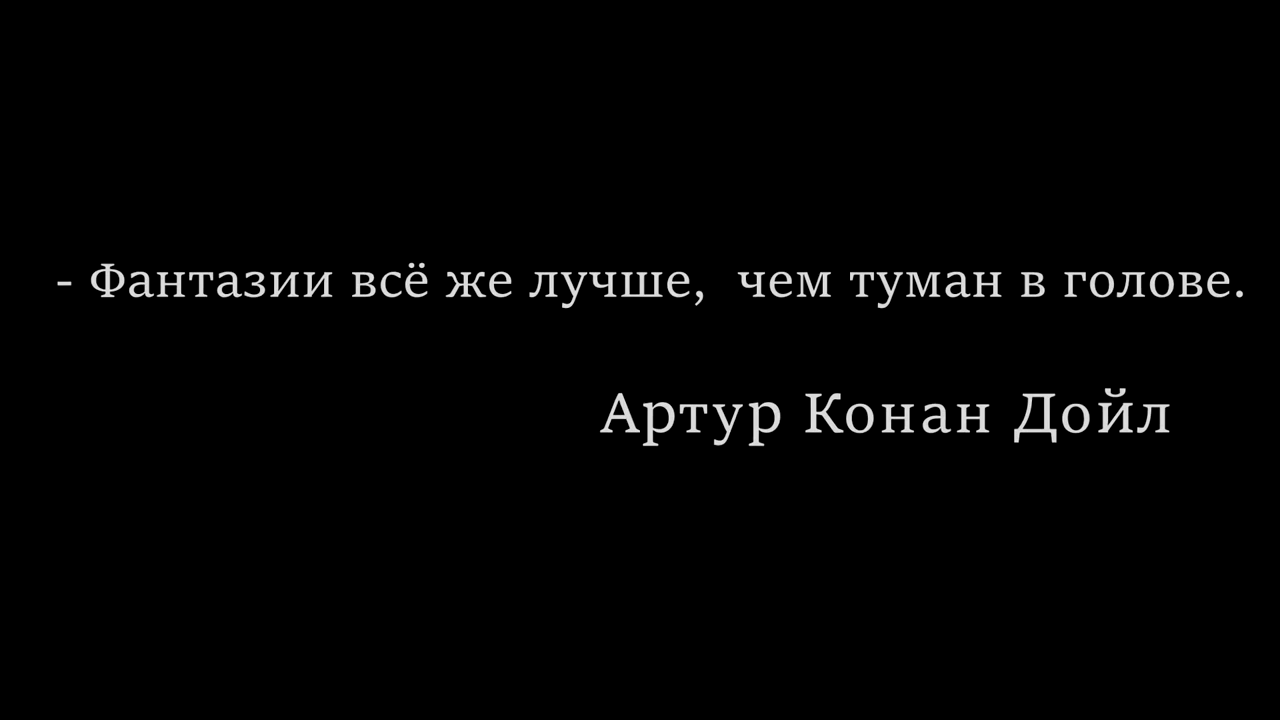 - Фантазии всё же лучше,  чем туман в голове.
Артур Конан Дойл